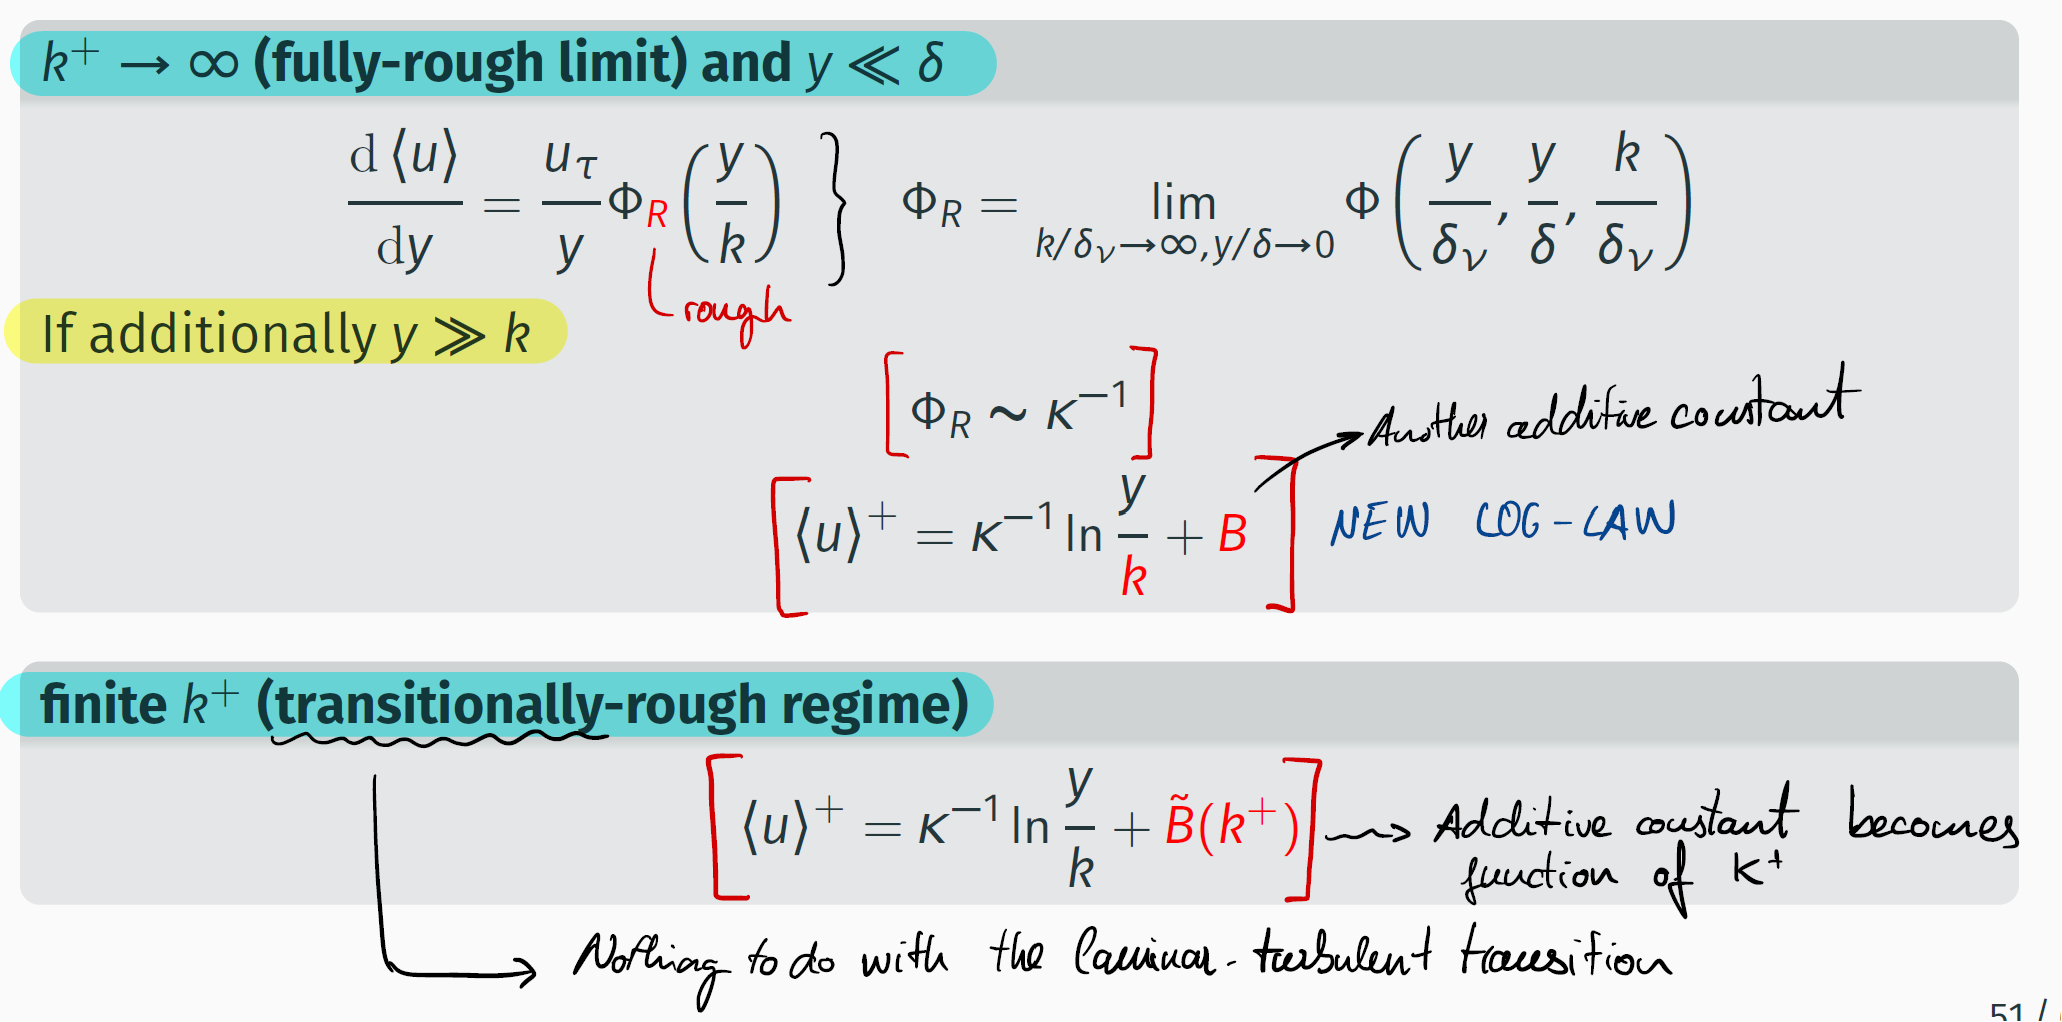 k⁺ → ∞ (fully-rough limit) and y ≪ δ
d⟨u⟩/dy = u_τ/y Φ_R (y/k) } Φ_R = lim_{k/δ_ν→∞, y/δ→0} Φ (y/δ_ν, y/δ, k/δ_ν)
rough
If additionally y ≫ k
[Φ_R ∼ κ⁻¹]
Another additive constant
[⟨u⟩⁺ = κ⁻¹ ln y/k + B]
NEW LOG-LAW
finite k⁺ (transitionally-rough regime)
[⟨u⟩⁺ = κ⁻¹ ln y/k + B̃(k⁺)] → Additive constant becomes
function of K⁺
Nothing to do with the laminar-turbulent transition
51 /